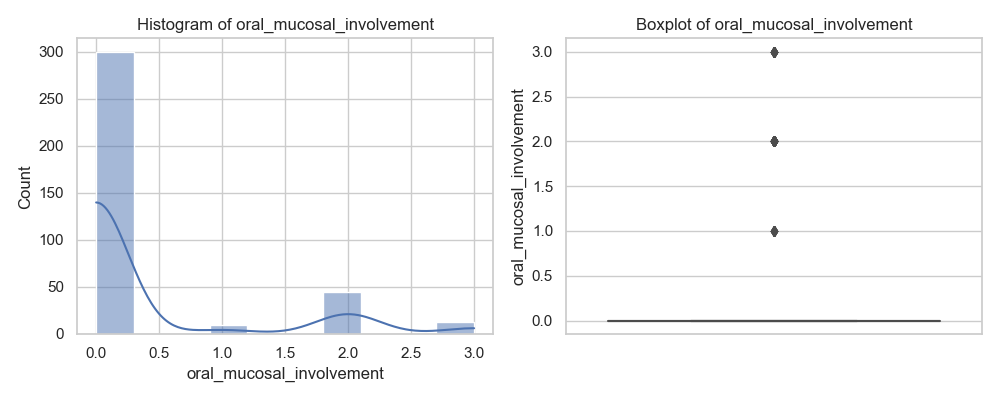 Histogram of oral_mucosal_involvement
300
250
200
150
100
50
0
Count
0.0 0.5 1.0 1.5 2.0 2.5 3.0
oral_mucosal_involvement
Boxplot of oral_mucosal_involvement
3.0
2.5
2.0
1.5
1.0
0.5
0.0
oral_mucosal_involvement